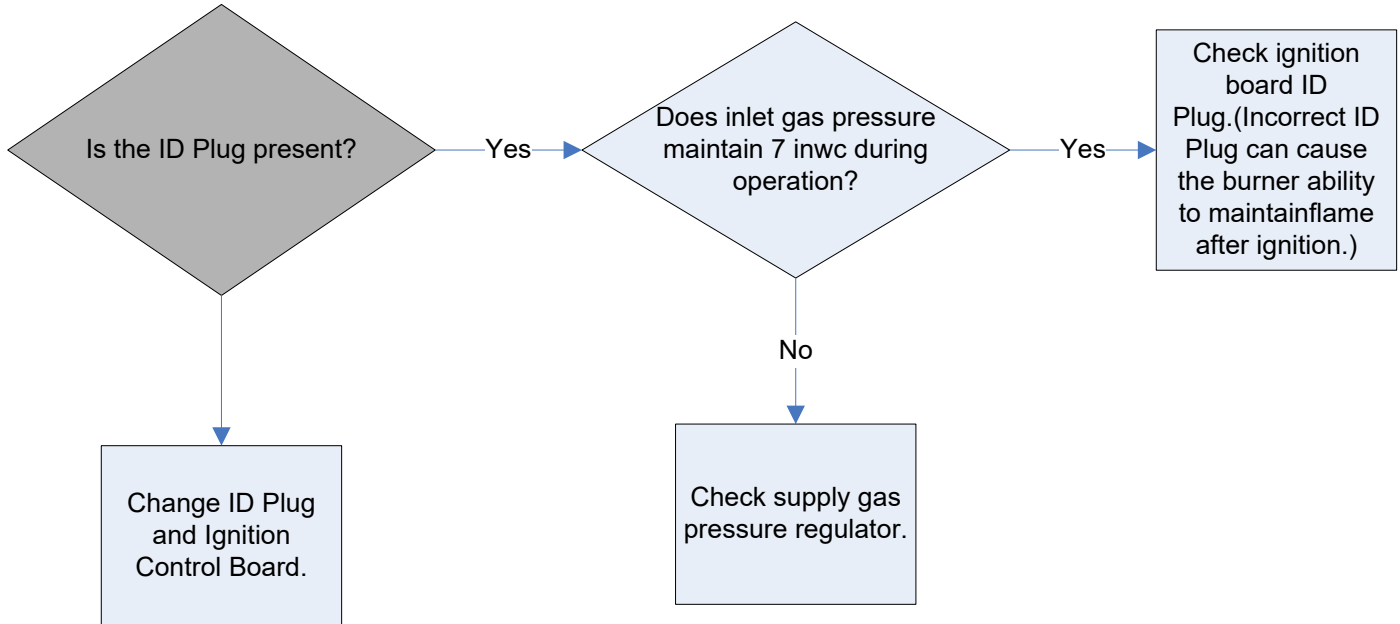 Is the ID Plug present?
Yes
Does inlet gas pressure
maintain 7 inwc during
operation?
Yes
Check ignition
board ID
Plug.(Incorrect ID
Plug can cause
the burner ability
to maintainflame
after ignition.)
No
Change ID Plug
and Ignition
Control Board.
Check supply gas
pressure regulator.